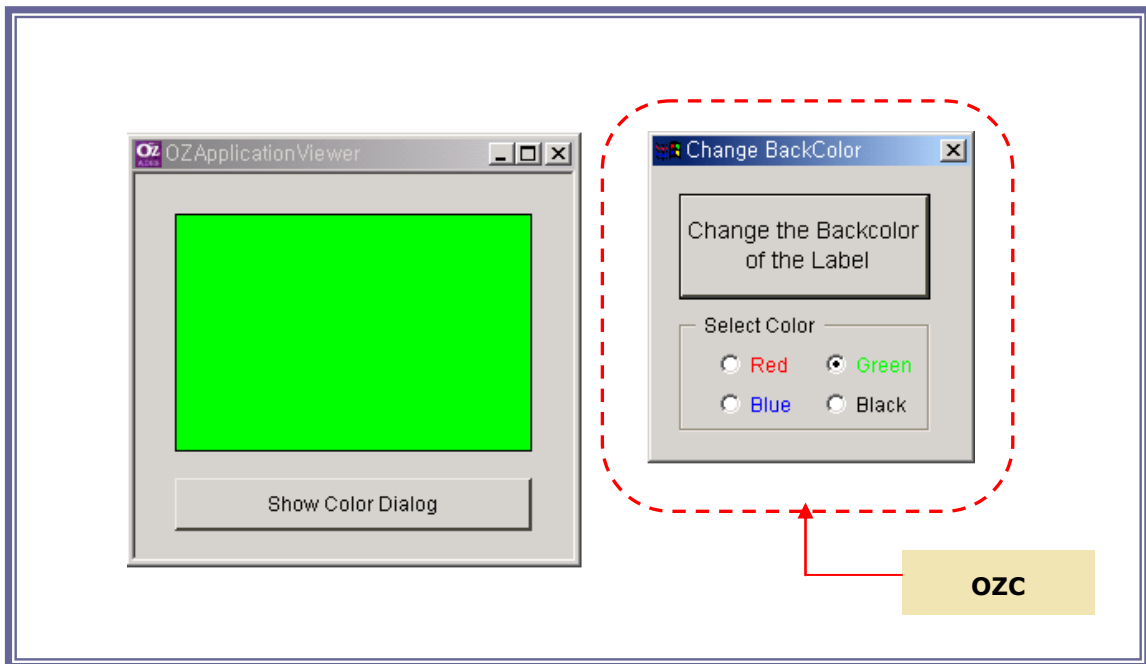 OZ OZApplicationViewer
Show Color Dialog
Change BackColor
Change the Backcolor
of the Label
Select Color
Red Green
Blue Black
OZC